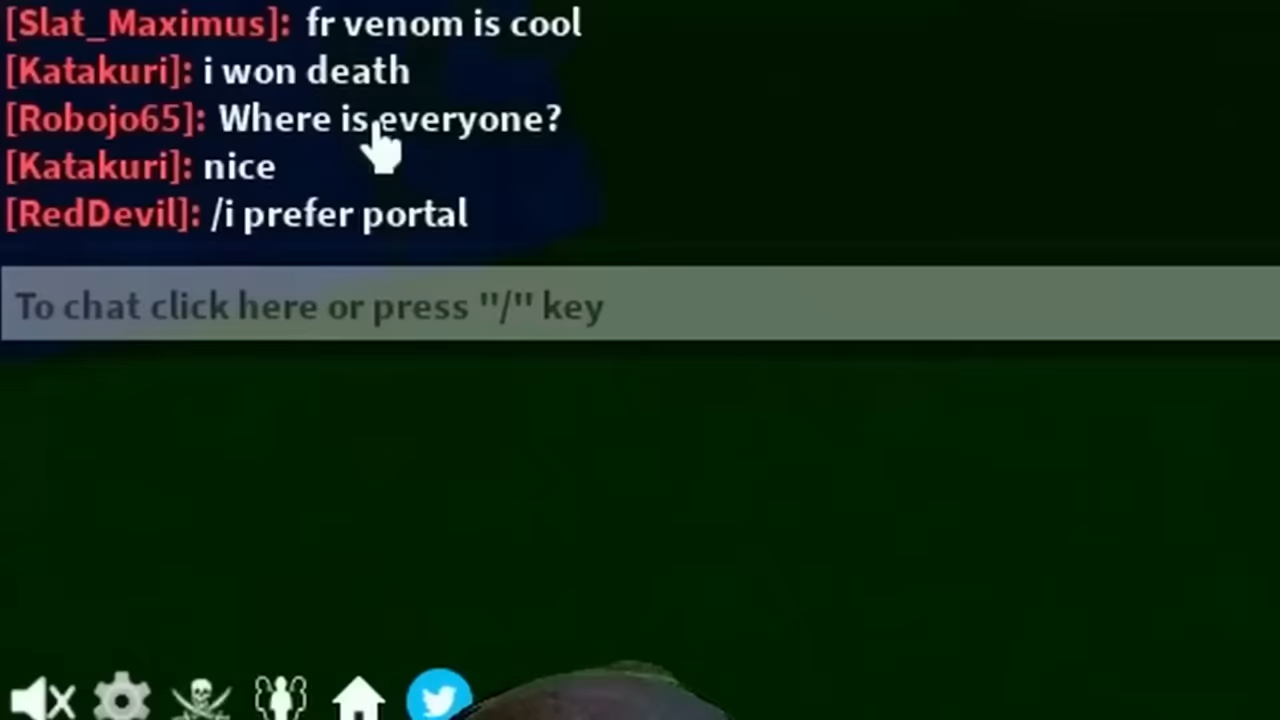 [Slat_Maximus]: fr venom is cool
[Katakuri]: i won death
[Robojo65]: Where is everyone?
[Katakuri]: nice
[RedDevil]: /i prefer portal
To chat click here or press "/" key